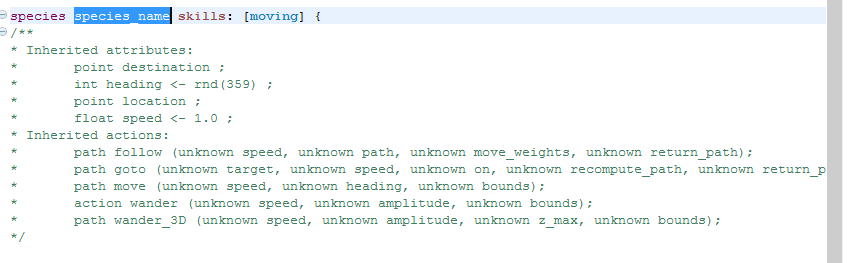 species species_name skills: [moving] {
/**
* Inherited attributes:
*       point destination ;
*       int heading <- rnd(359) ;
*       point location ;
*       float speed <- 1.0 ;
* Inherited actions:
*       path follow (unknown speed, unknown path, unknown move_weights, unknown return_path);
*       path goto (unknown target, unknown speed, unknown on, unknown recompute_path, unknown return_p
*       path move (unknown speed, unknown heading, unknown bounds);
*       action wander (unknown speed, unknown amplitude, unknown bounds);
*       path wander_3D (unknown speed, unknown amplitude, unknown z_max, unknown bounds);
*/